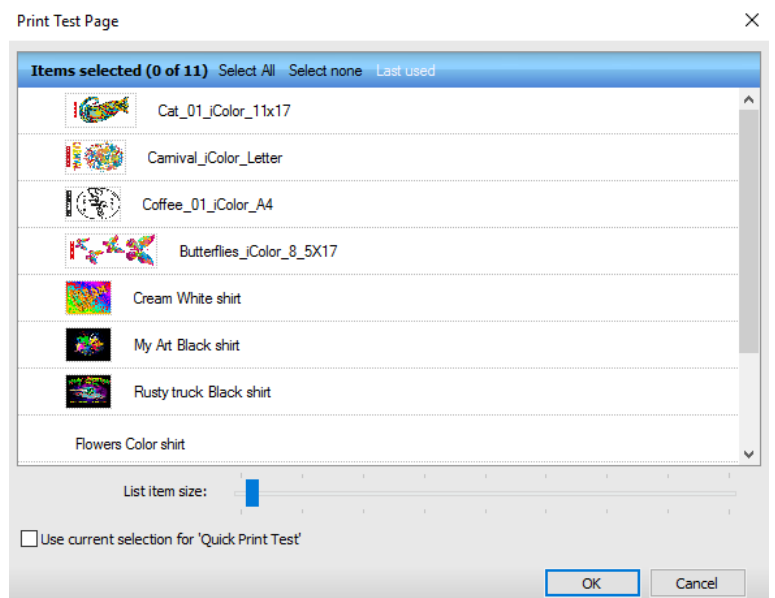 Print Test Page
Items selected (0 of 11) Select All Select none Last used
Cat_01_iColor_11x17
Carnival_iColor_Letter
Coffee_01_iColor_A4
Butterflies_iColor_8_5X17
Cream White shirt
My Art Black shirt
Rusty truck Black shirt
Flowers Color shirt
List item size:
Use current selection for 'Quick Print Test'
OK Cancel